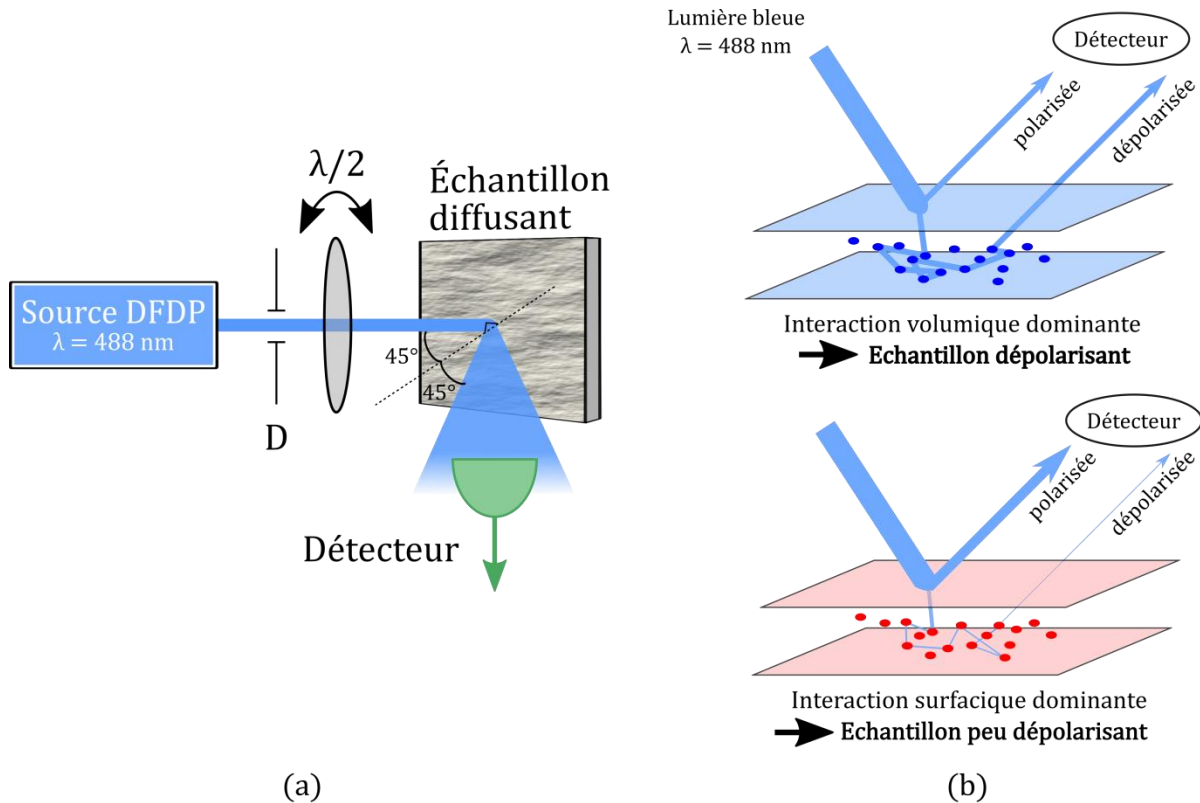 λ/2
Échantillon
diffusant
Source DFDP
λ = 488 nm
45°
45°
D
Détecteur
(a)
Lumière bleue
λ = 488 nm
Détecteur
polarisée
dépolarisée
Interaction volumique dominante
Echantillon dépolarisant
Détecteur
polarisée
dépolarisée
Interaction surfacique dominante
Echantillon peu dépolarisant
(b)